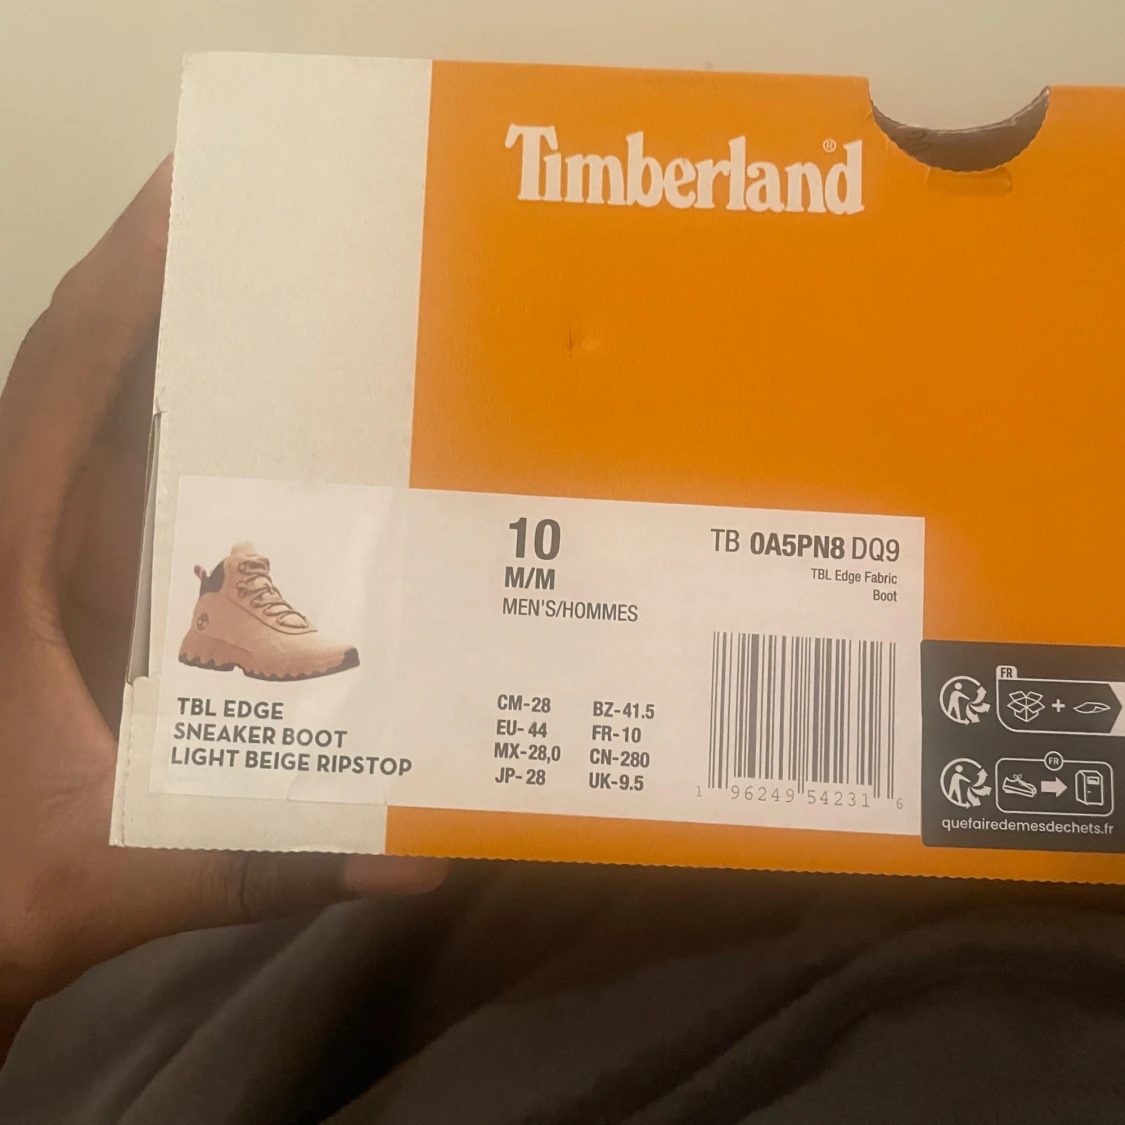 Timberland®
10
M/M
MEN'S/HOMMES
TB 0A5PN8 DQ9
TBL Edge Fabric
Boot
TBL EDGE
SNEAKER BOOT
LIGHT BEIGE RIPSTOP
CM-28
EU-44
MX-28,0
JP-28
BZ-41.5
FR-10
CN-280
UK-9.5
1 96249 54231 6
FR
FR
quefairedemesdechets.fr